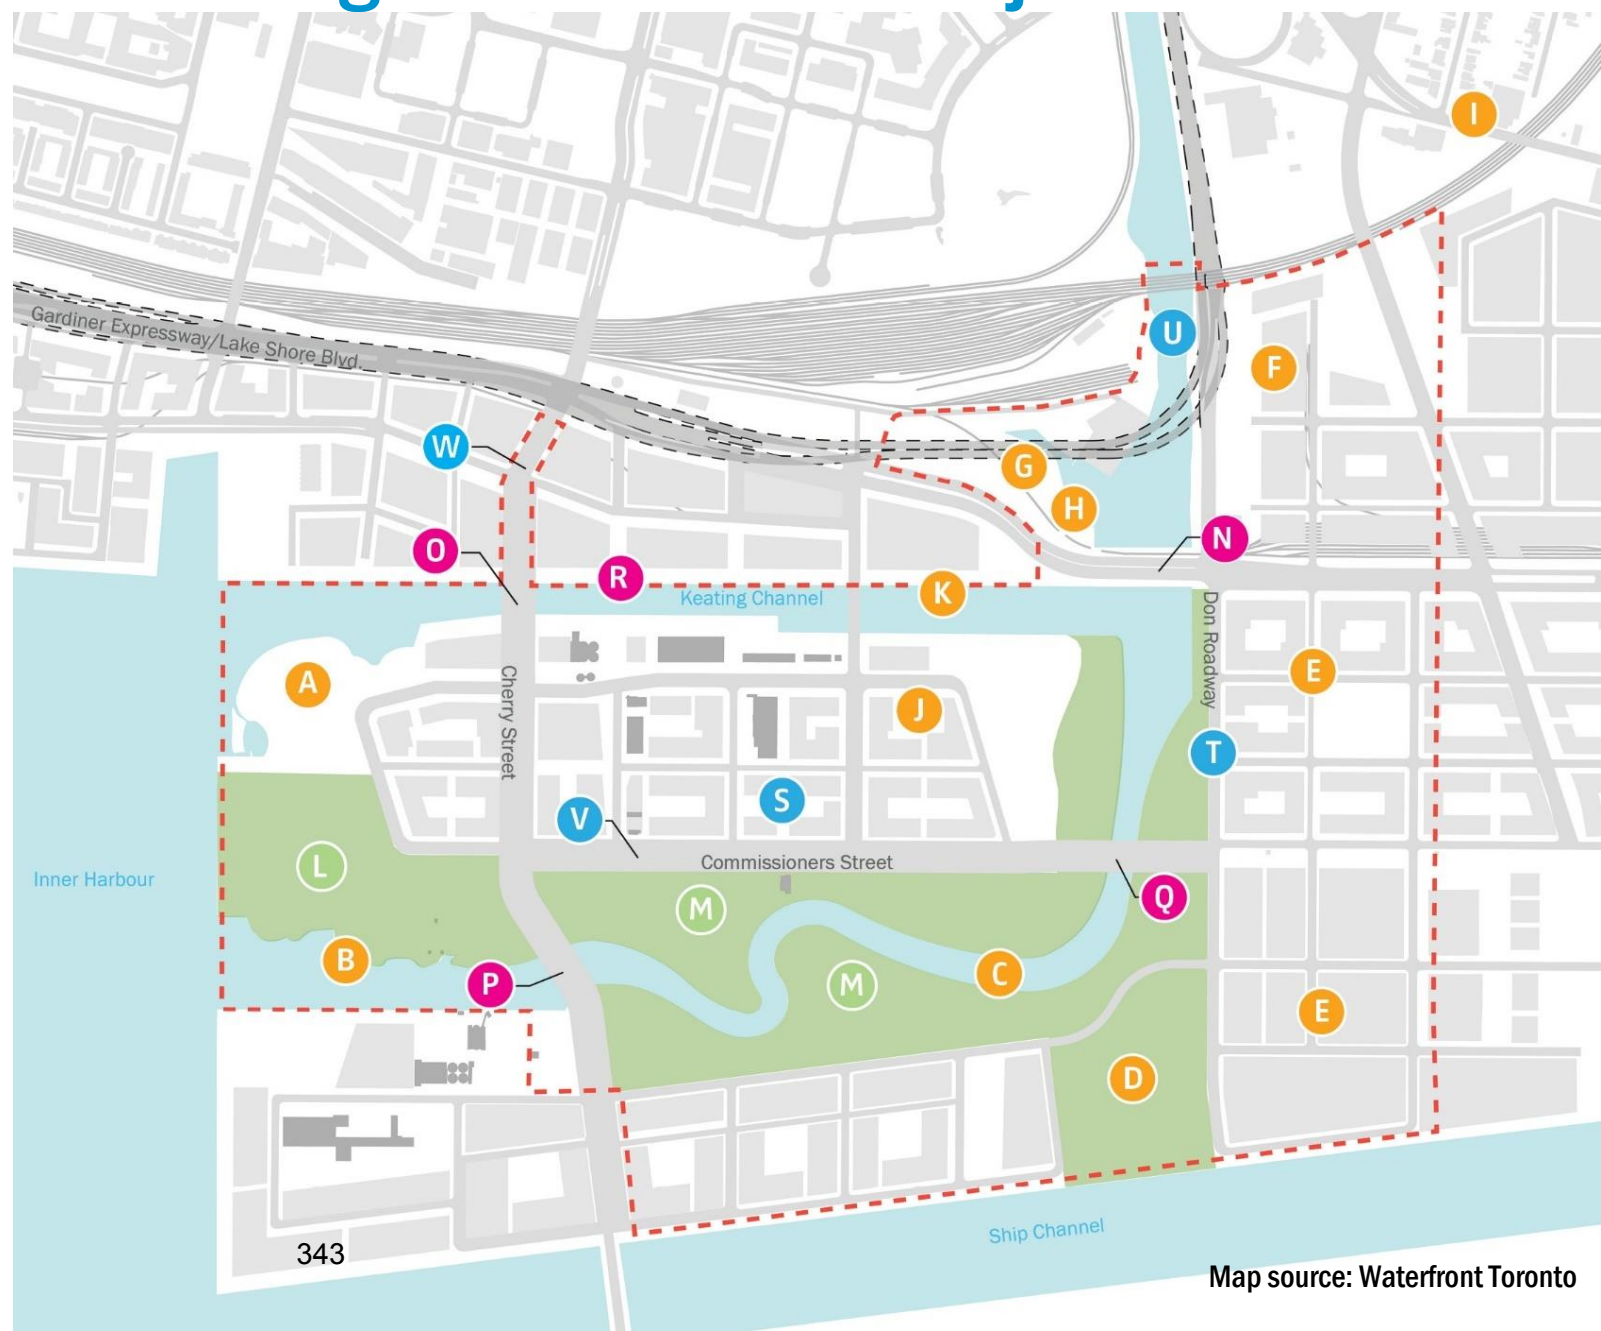 I
U
F
Gardiner Expressway/Lake Shore Blvd.
W
G
H
O
N
R
K
Keating Channel
Don Roadway
Cherry Street
A
E
J
T
S
V
Commissioners Street
L
Inner Harbour
M
Q
B
C
P
M
E
D
Ship Channel
343
Map source: Waterfront Toronto